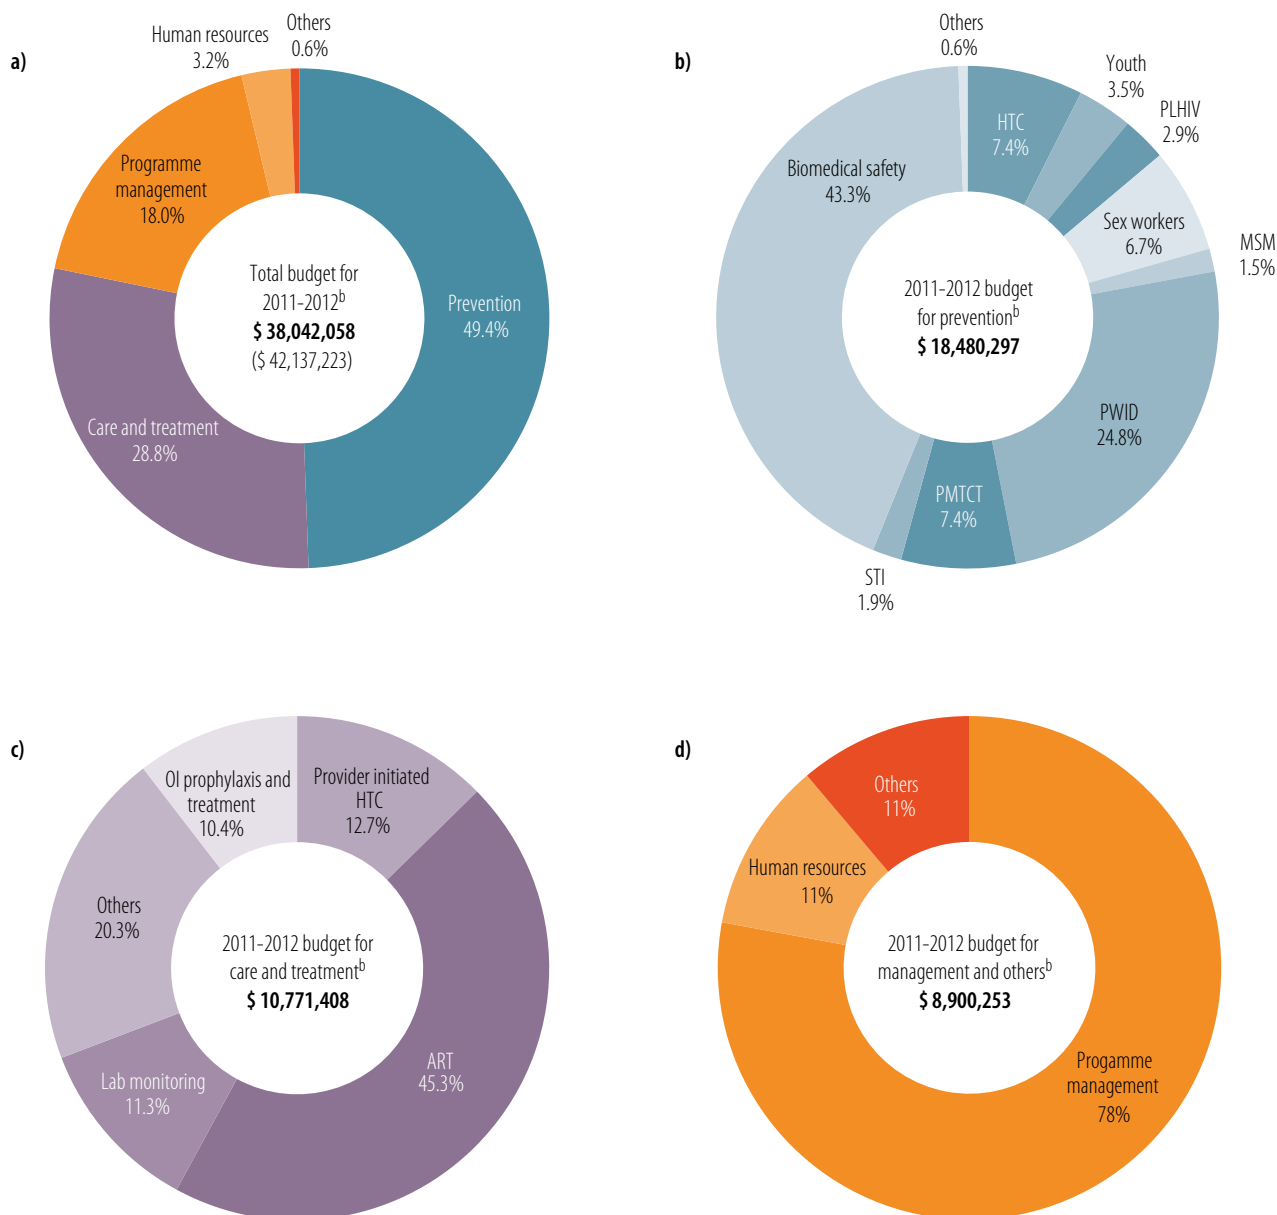 a)
Others
0.6%
Human resources
3.2%
Programme
management
18.0%
Prevention
49.4%
Care and treatment
28.8%
Total budget for
2011-2012b
$ 38,042,058
($ 42,137,223)
b)
Others
0.6%
HTC
7.4%
Youth
3.5%
PLHIV
2.9%
Sex workers
6.7%
MSM
1.5%
PWID
24.8%
PMTCT
7.4%
STI
1.9%
Biomedical safety
43.3%
2011-2012 budget
for preventionb
$ 18,480,297
c)
OI prophylaxis and
treatment
10.4%
Provider initiated
HTC
12.7%
Others
20.3%
ART
45.3%
Lab monitoring
11.3%
2011-2012 budget for
care and treatmentb
$ 10,771,408
d)
Others
11%
Human resources
11%
Progamme
management
78%
2011-2012 budget for
management and othersb
$ 8,900,253